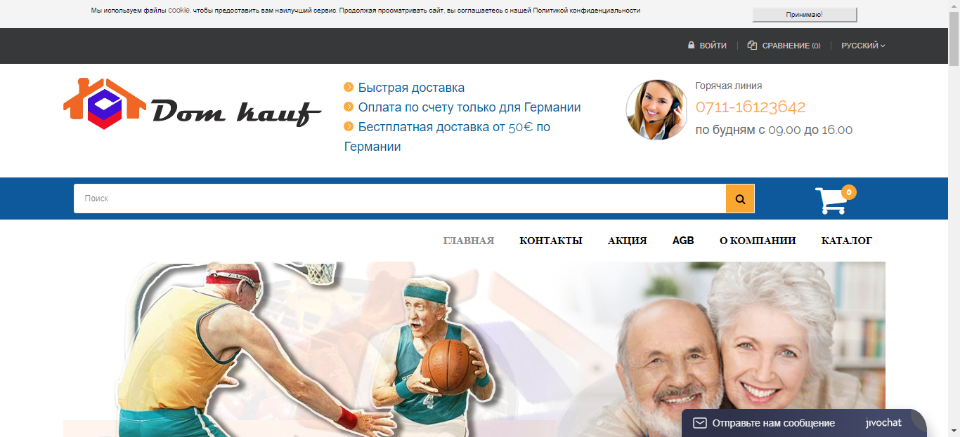 Мы используем файлы cookie, чтобы предоставить вам наилучший сервис. Продолжая просматривать сайт, вы соглашаетесь с нашей Политикой конфиденциальности
Принимаю!
ВОЙТИ
СРАВНЕНИЕ (0)
РУССКИЙ
Dom kauf
Быстрая доставка
Оплата по счету только для Германии
Бестплатная доставка от 50€ по
Германии
Горячая линия
0711-16123642
по будням с 09.00 до 16.00
Поиск
0
ГЛАВНАЯ
КОНТАКТЫ
АКЦИЯ
AGB
О КОМПАНИИ
КАТАЛОГ
Отправьте нам сообщение
jivochat